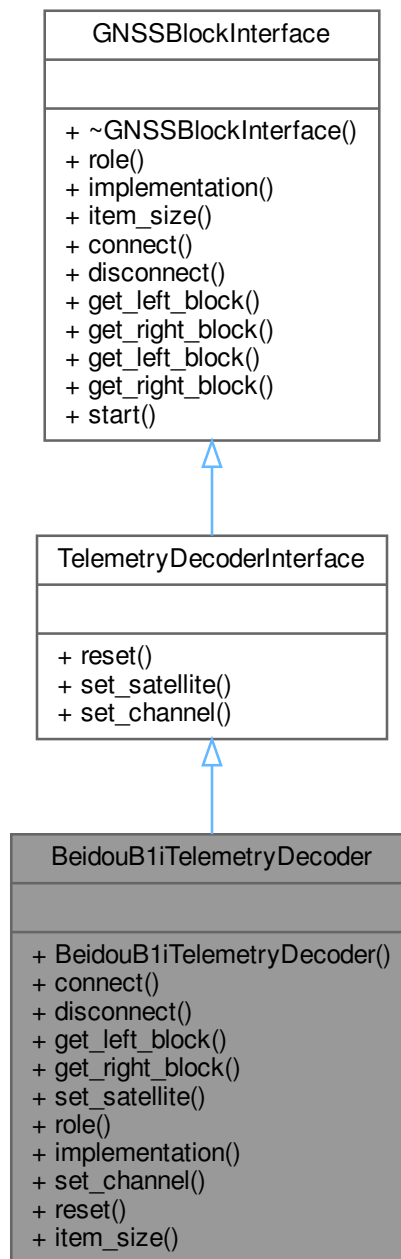 GNSSBlockInterface
+ ~GNSSBlockInterface()
+ role()
+ implementation()
+ item_size()
+ connect()
+ disconnect()
+ get_left_block()
+ get_right_block()
+ get_left_block()
+ get_right_block()
+ start()
TelemetryDecoderInterface
+ reset()
+ set_satellite()
+ set_channel()
BeidouB1iTelemetryDecoder
+ BeidouB1iTelemetryDecoder()
+ connect()
+ disconnect()
+ get_left_block()
+ get_right_block()
+ set_satellite()
+ role()
+ implementation()
+ set_channel()
+ reset()
+ item_size()